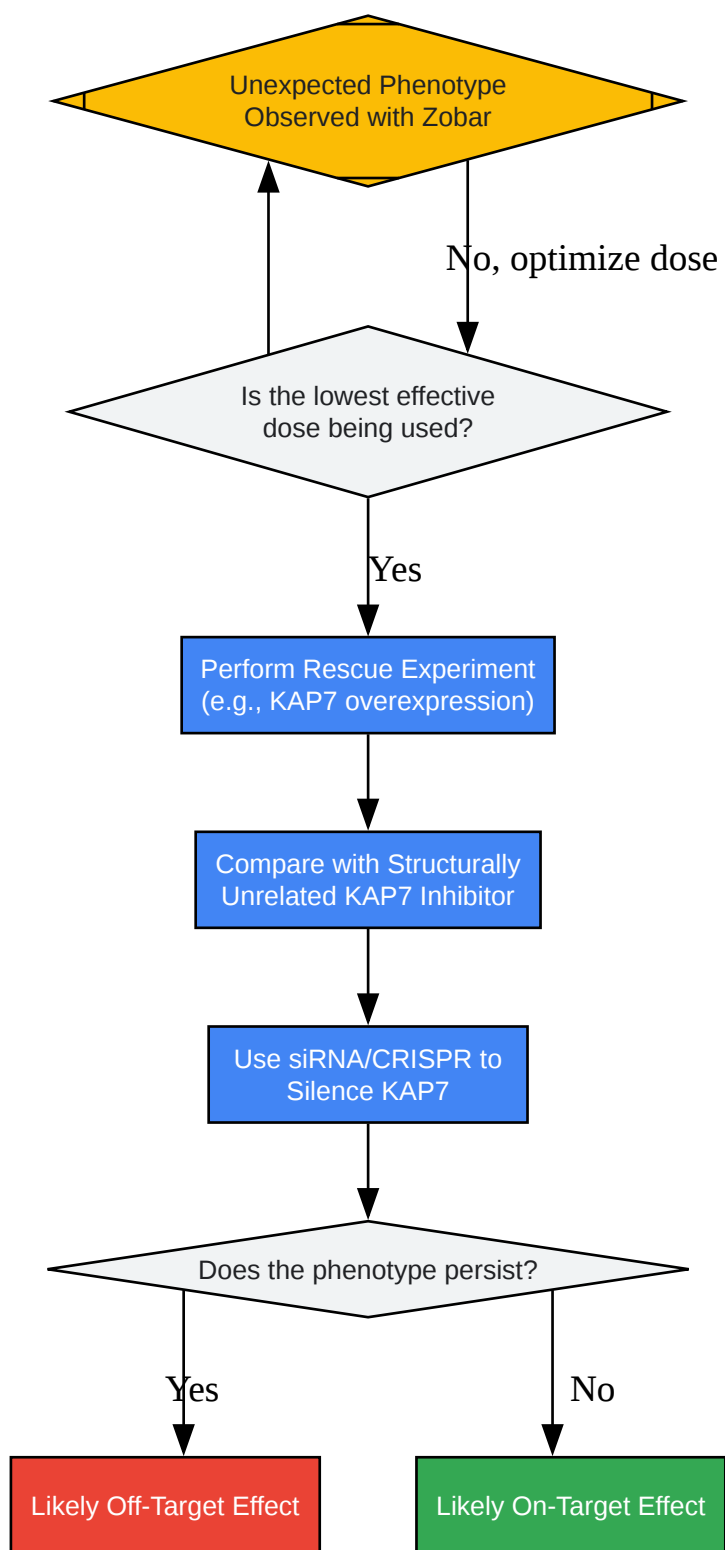 Unexpected Phenotype
Observed with Zobar
No, optimize dose
Is the lowest effective
dose being used?
Yes
Perform Rescue Experiment
(e.g., KAP7 overexpression)
Compare with Structurally
Unrelated KAP7 Inhibitor
Use siRNA/CRISPR to
Silence KAP7
Does the phenotype persist?
Yes
No
Likely Off-Target Effect
Likely On-Target Effect